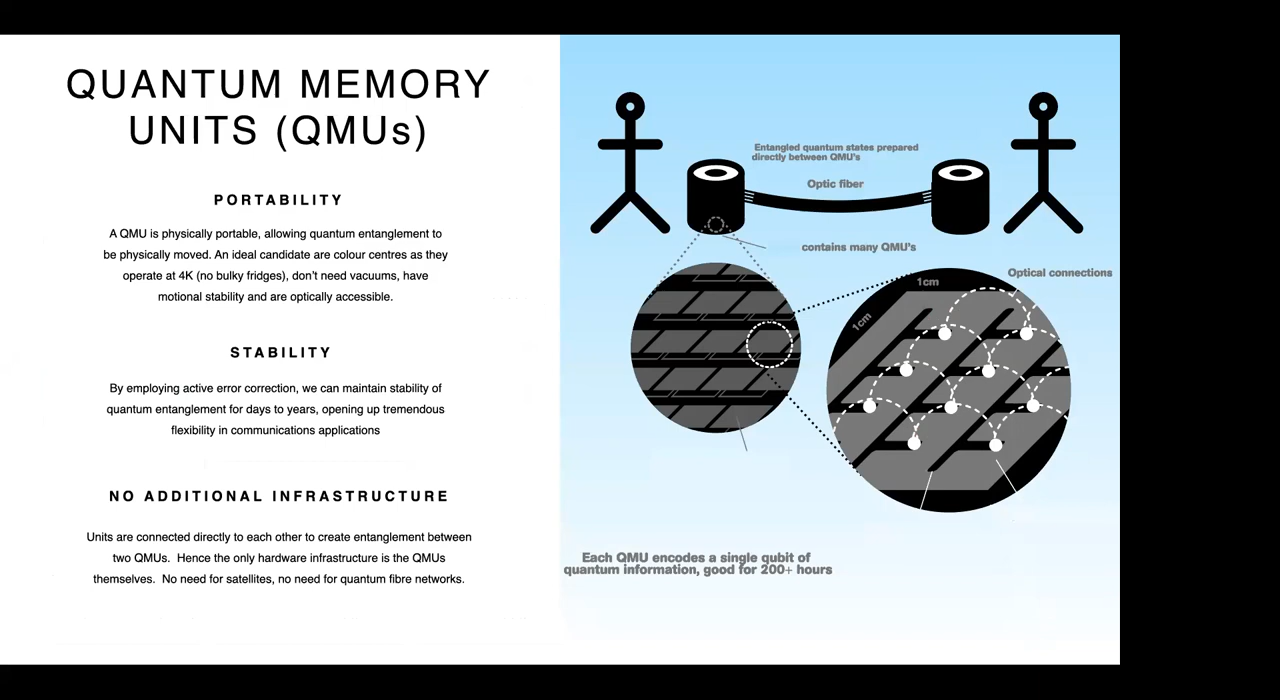 QUANTUM MEMORY
UNITS (QMUs)
PORTABILITY
A QMU is physically portable, allowing quantum entanglement to
be physically moved. An ideal candidate are colour centres as they
operate at 4K (no bulky fridges), don't need vacuums, have
motional stability and are optically accessible.
STABILITY
By employing active error correction, we can maintain stability of
quantum entanglement for days to years, opening up tremendous
flexibility in communications applications
NO ADDITIONAL INFRASTRUCTURE
Units are connected directly to each other to create entanglement between
two QMUs.  Hence the only hardware infrastructure is the QMUs
themselves.  No need for satellites, no need for quantum fibre networks.
Entangled quantum states prepared
directly between QMU's
Optic fiber
contains many QMU's
Optical connections
1cm
1cm
Each QMU encodes a single qubit of
quantum information, good for 200+ hours